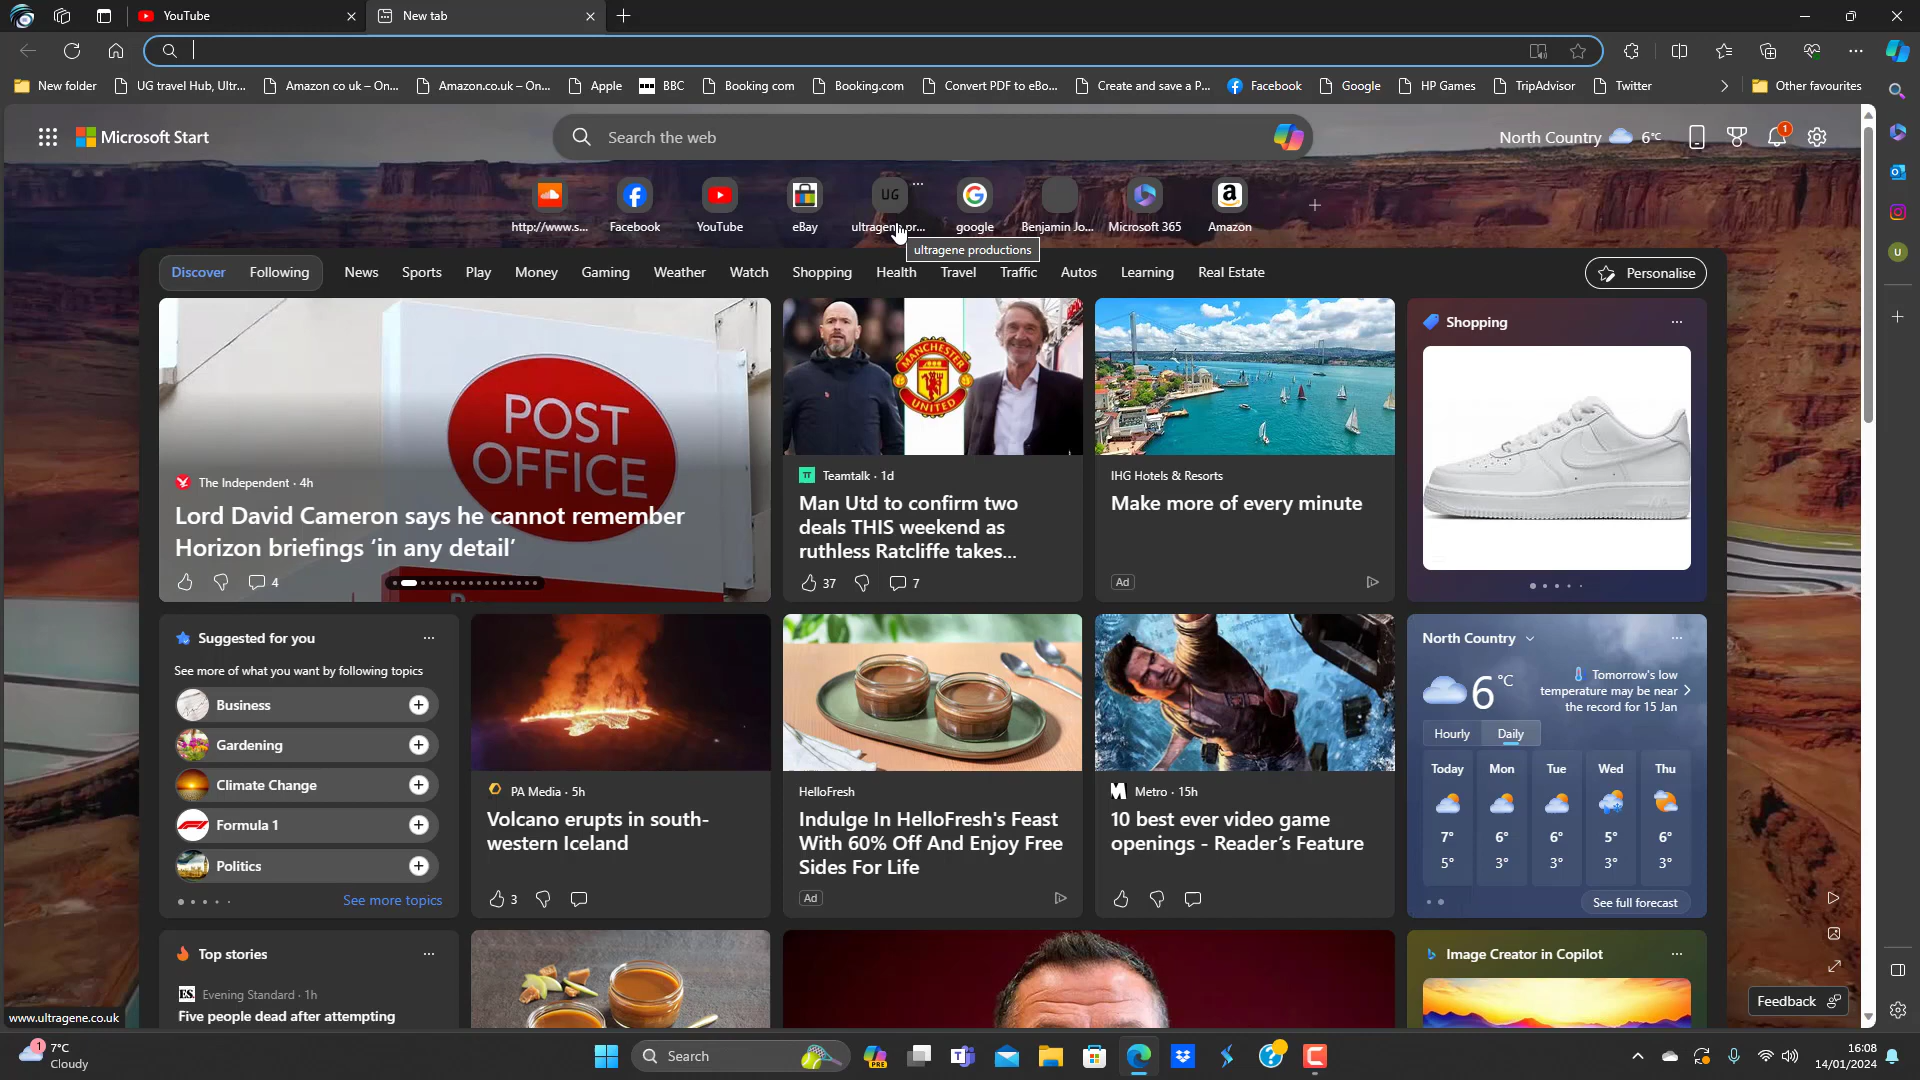 YouTube
New tab
New folder
UG travel Hub, Ultr...
Amazon co uk – On...
Amazon.co.uk – On...
Apple
BBC
Booking com
Booking.com
Convert PDF to eBo...
Create and save a P...
Facebook
Google
HP Games
TripAdvisor
Twitter
Other favourites
Microsoft Start
Search the web
North Country
6°C
1
UG
http://www.s...
Facebook
YouTube
eBay
ultragene pr...
google
Benjamin Jo...
Microsoft 365
Amazon
ultragene productions
Discover
Following
News
Sports
Play
Money
Gaming
Weather
Watch
Shopping
Health
Travel
Traffic
Autos
Learning
Real Estate
Personalise
POST
OFFICE
The Independent · 4h
Lord David Cameron says he cannot remember
Horizon briefings ‘in any detail’
4
MANCHESTER
UNITED
Teamtalk · 1d
Man Utd to confirm two
deals THIS weekend as
ruthless Ratcliffe takes...
37
7
IHG Hotels & Resorts
Make more of every minute
Ad
Shopping
Suggested for you
See more of what you want by following topics
Business
Gardening
Climate Change
Formula 1
Politics
See more topics
PA Media · 5h
Volcano erupts in south-
western Iceland
3
HelloFresh
Indulge In HelloFresh's Feast
With 60% Off And Enjoy Free
Sides For Life
Ad
Metro · 15h
10 best ever video game
openings - Reader’s Feature
North Country
6 °C
Tomorrow's low
temperature may be near
the record for 15 Jan
Hourly
Daily
Today
Mon
Tue
Wed
Thu
7°
6°
6°
5°
6°
5°
3°
3°
3°
3°
See full forecast
Top stories
ES
Evening Standard · 1h
Five people dead after attempting
Image Creator in Copilot
Feedback
www.ultragene.co.uk
U
1
7°C
Cloudy
Search
PRE
16:08
14/01/2024